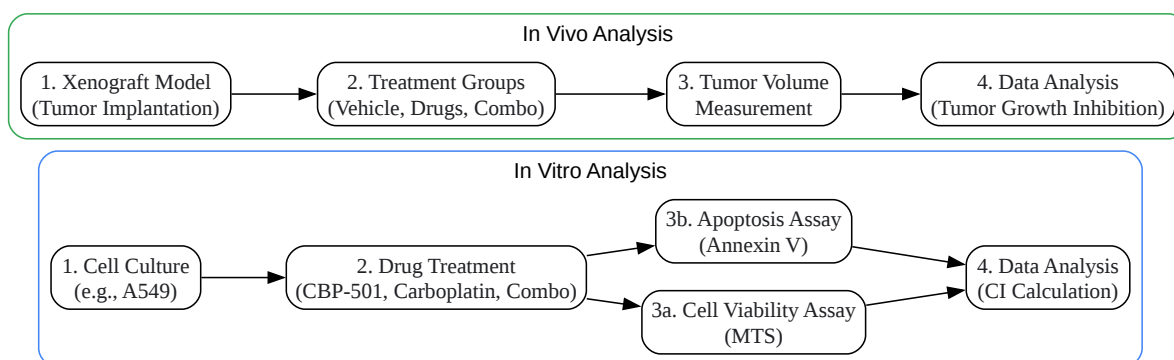 In Vivo Analysis
1. Xenograft Model
(Tumor Implantation)
2. Treatment Groups
(Vehicle, Drugs, Combo)
3. Tumor Volume
Measurement
4. Data Analysis
(Tumor Growth Inhibition)
In Vitro Analysis
1. Cell Culture
(e.g., A549)
2. Drug Treatment
(CBP-501, Carboplatin, Combo)
3b. Apoptosis Assay
(Annexin V)
3a. Cell Viability Assay
(MTS)
4. Data Analysis
(CI Calculation)